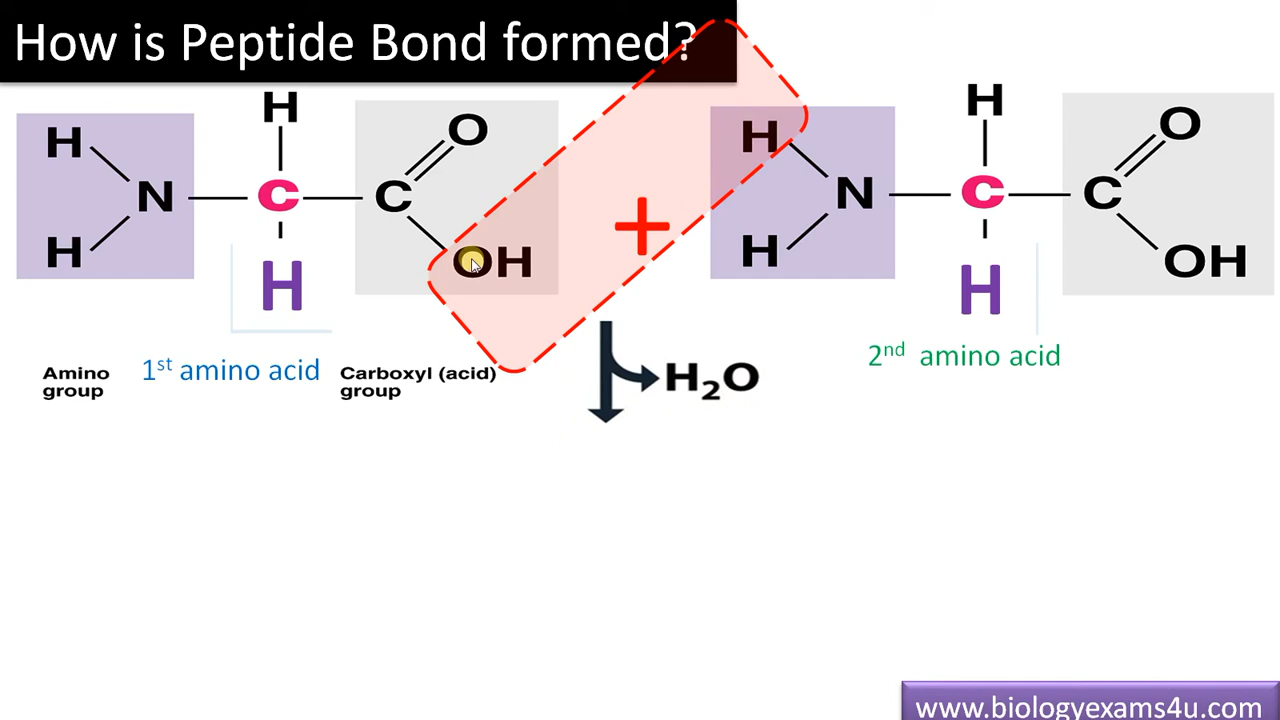 How is Peptide Bond formed?
H H
H O H O
N C C + N C C
H OH H OH
H H
1st amino acid
2nd amino acid
Amino group
Carboxyl (acid) group
H2O
www.biologyexams4u.com